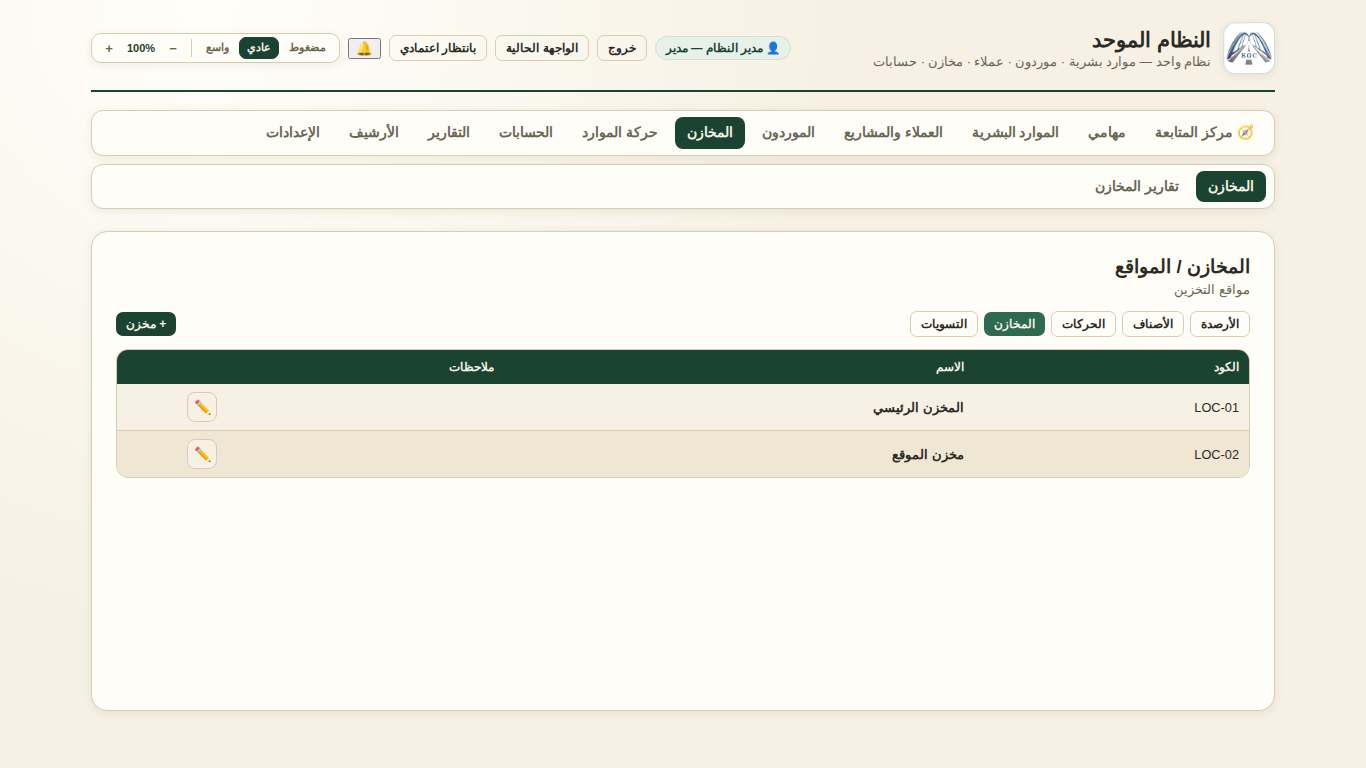 ROC
النظام الموحد
نظام واحد — موارد بشرية · موردون · عملاء · مخازن · حسابات
مدير النظام — مدير
خروج
الواجهة الحالية
بانتظار اعتمادي
مضغوط عادي واسع − 100% +
مركز المتابعة مهامي الموارد البشرية العملاء والمشاريع الموردون المخازن حركة الموارد الحسابات التقارير الأرشيف الإعدادات
المخازن تقارير المخازن
المخازن / المواقع
مواقع التخزين
الأرصدة الأصناف الحركات المخازن التسويات + مخزن
الكود الاسم ملاحظات
LOC-01 المخزن الرئيسي
LOC-02 مخزن الموقع